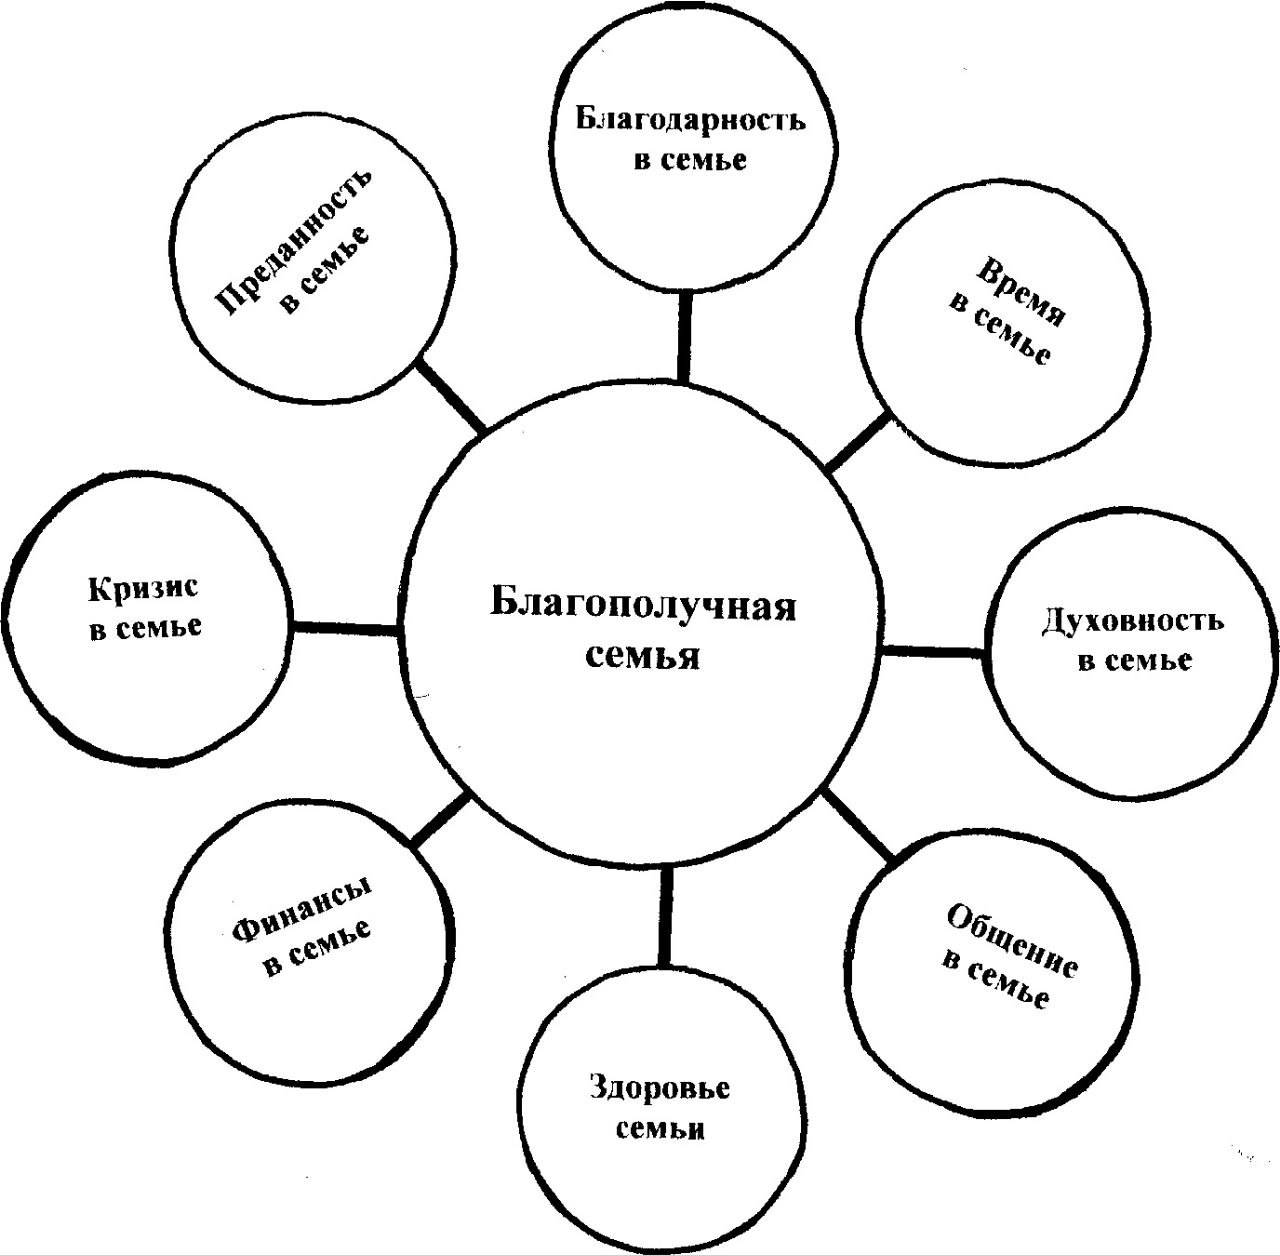 Благодарность
в семье
Преданность
в семье
Время
в семье
Кризис
в семье
Благополучная
семья
Духовность
в семье
Финансы
в семье
Общение
в семье
Здоровье
семьи